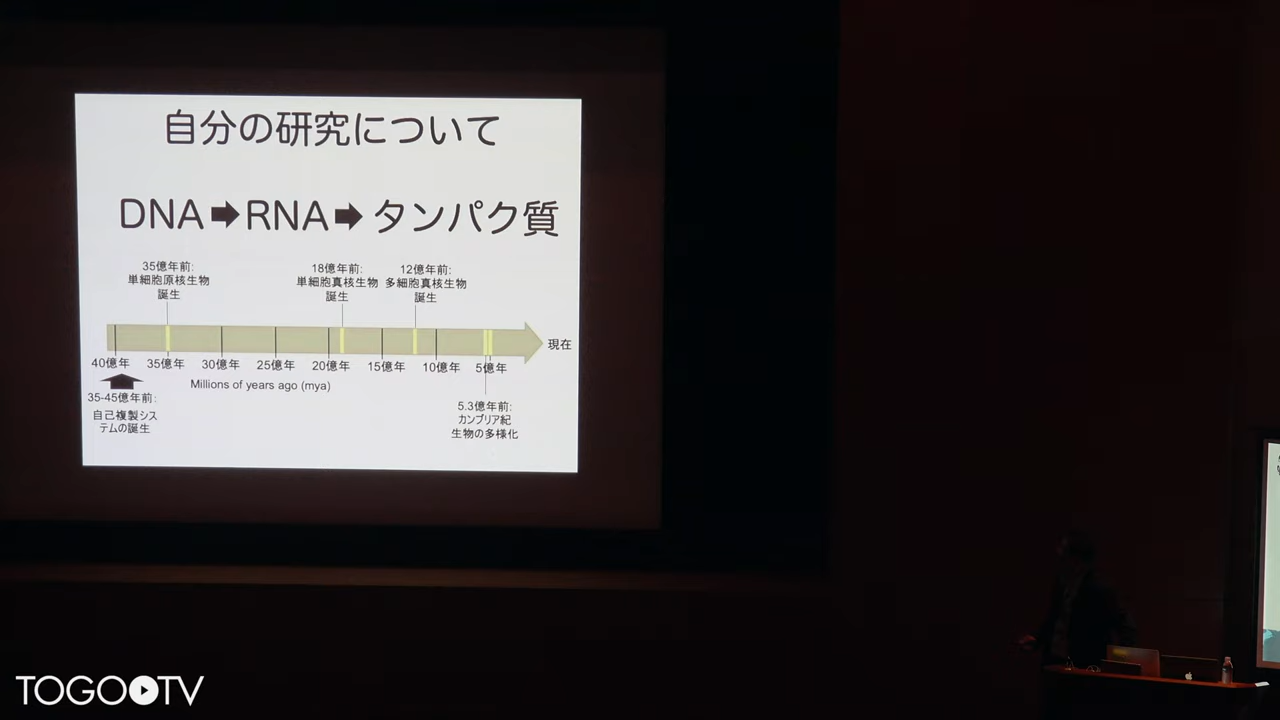 自分の研究について
DNA➡RNA➡タンパク質
35億年前:
単細胞原核生物
誕生
18億年前:
単細胞真核生物
誕生
12億年前:
多細胞真核生物
誕生
現在
40億年 35億年 30億年 25億年 20億年 15億年 10億年 5億年
Millions of years ago (mya)
35-45億年前:
自己複製シス
テムの誕生
5.3億年前:
カンブリア紀
生物の多様化
TOGOTV